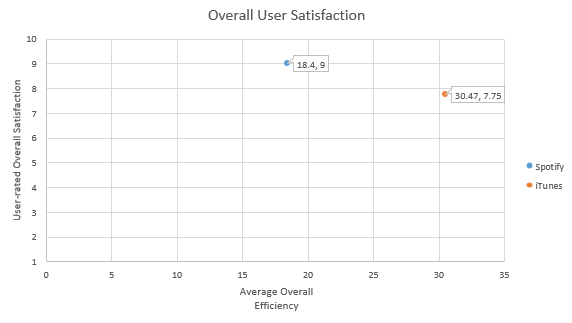 Overall User Satisfaction
10
9
8
7
6
5
4
3
2
1
User-rated Overall Satisfaction
18.4, 9
30.47, 7.75
Spotify
iTunes
0 5 10 15 20 25 30 35
Average Overall
Efficiency